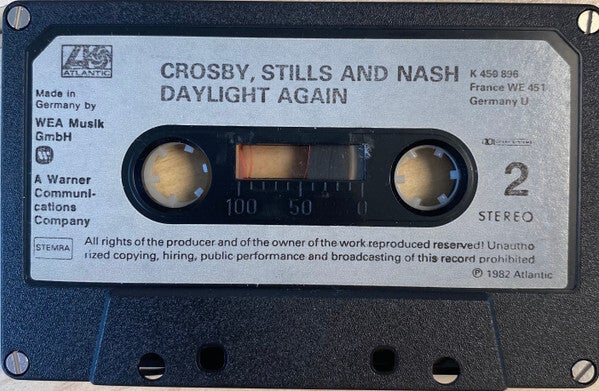 ATLANTIC
CROSBY, STILLS AND NASH
DAYLIGHT AGAIN
K 450 896
France WE 451
Germany U
Made in
Germany by
WEA Musik
GmbH
A Warner
Communi-
cations
Company
STEMRA
100 50 0
2
STEREO
All rights of the producer and of the owner of the work reproduced reserved! Unautho
rized copying, hiring, public performance and broadcasting of this record prohibited
℗ 1982 Atlantic